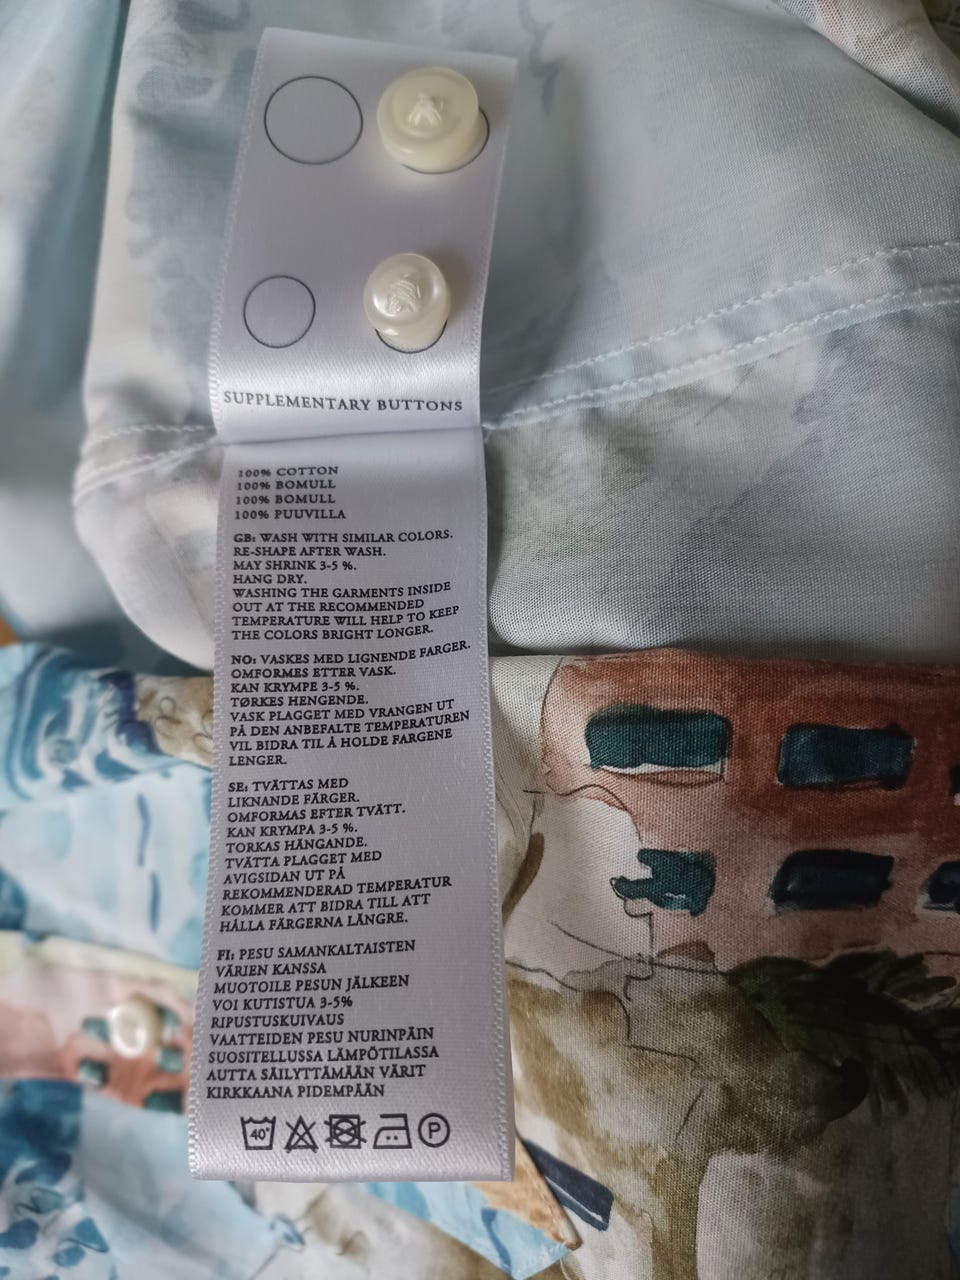 SUPPLEMENTARY BUTTONS
100% COTTON
100% BOMULL
100% BOMULL
100% PUUVILLA
GB: WASH WITH SIMILAR COLORS.
RE-SHAPE AFTER WASH.
MAY SHRINK 3-5 %.
HANG DRY.
WASHING THE GARMENTS INSIDE
OUT AT THE RECOMMENDED
TEMPERATURE WILL HELP TO KEEP
THE COLORS BRIGHT LONGER.
NO: VASKES MED LIGNENDE FARGER.
OMFORMES ETTER VASK.
KAN KRYMPE 3-5 %.
TØRKES HENGENDE.
VASK PLAGGET MED VRANGEN UT
PÅ DEN ANBEFALTE TEMPERATUREN
VIL BIDRA TIL Å HOLDE FARGENE
LENGER.
SE: TVÄTTAS MED
LIKNANDE FÄRGER.
OMFORMAS EFTER TVÄTT.
KAN KRYMPA 3-5 %.
TORKAS HÄNGANDE.
TVÄTTA PLAGGET MED
AVIGSIDAN UT PÅ
REKOMMENDERAD TEMPERATUR
KOMMER ATT BIDRA TILL ATT
HÅLLA FÄRGERNA LÄNGRE.
FI: PESU SAMANKALTAISTEN
VÄRIEN KANSSA
MUOTOILE PESUN JÄLKEEN
VOI KUTISTUA 3-5%
RIPUSTUSKUIVAUS
VAATTEIDEN PESU NURINPÄIN
SUOSITELLUSSA LÄMPÖTILASSA
AUTTA SÄILYTTÄMÄÄN VÄRIT
KIRKKAANA PIDEMPÄÄN
40° P